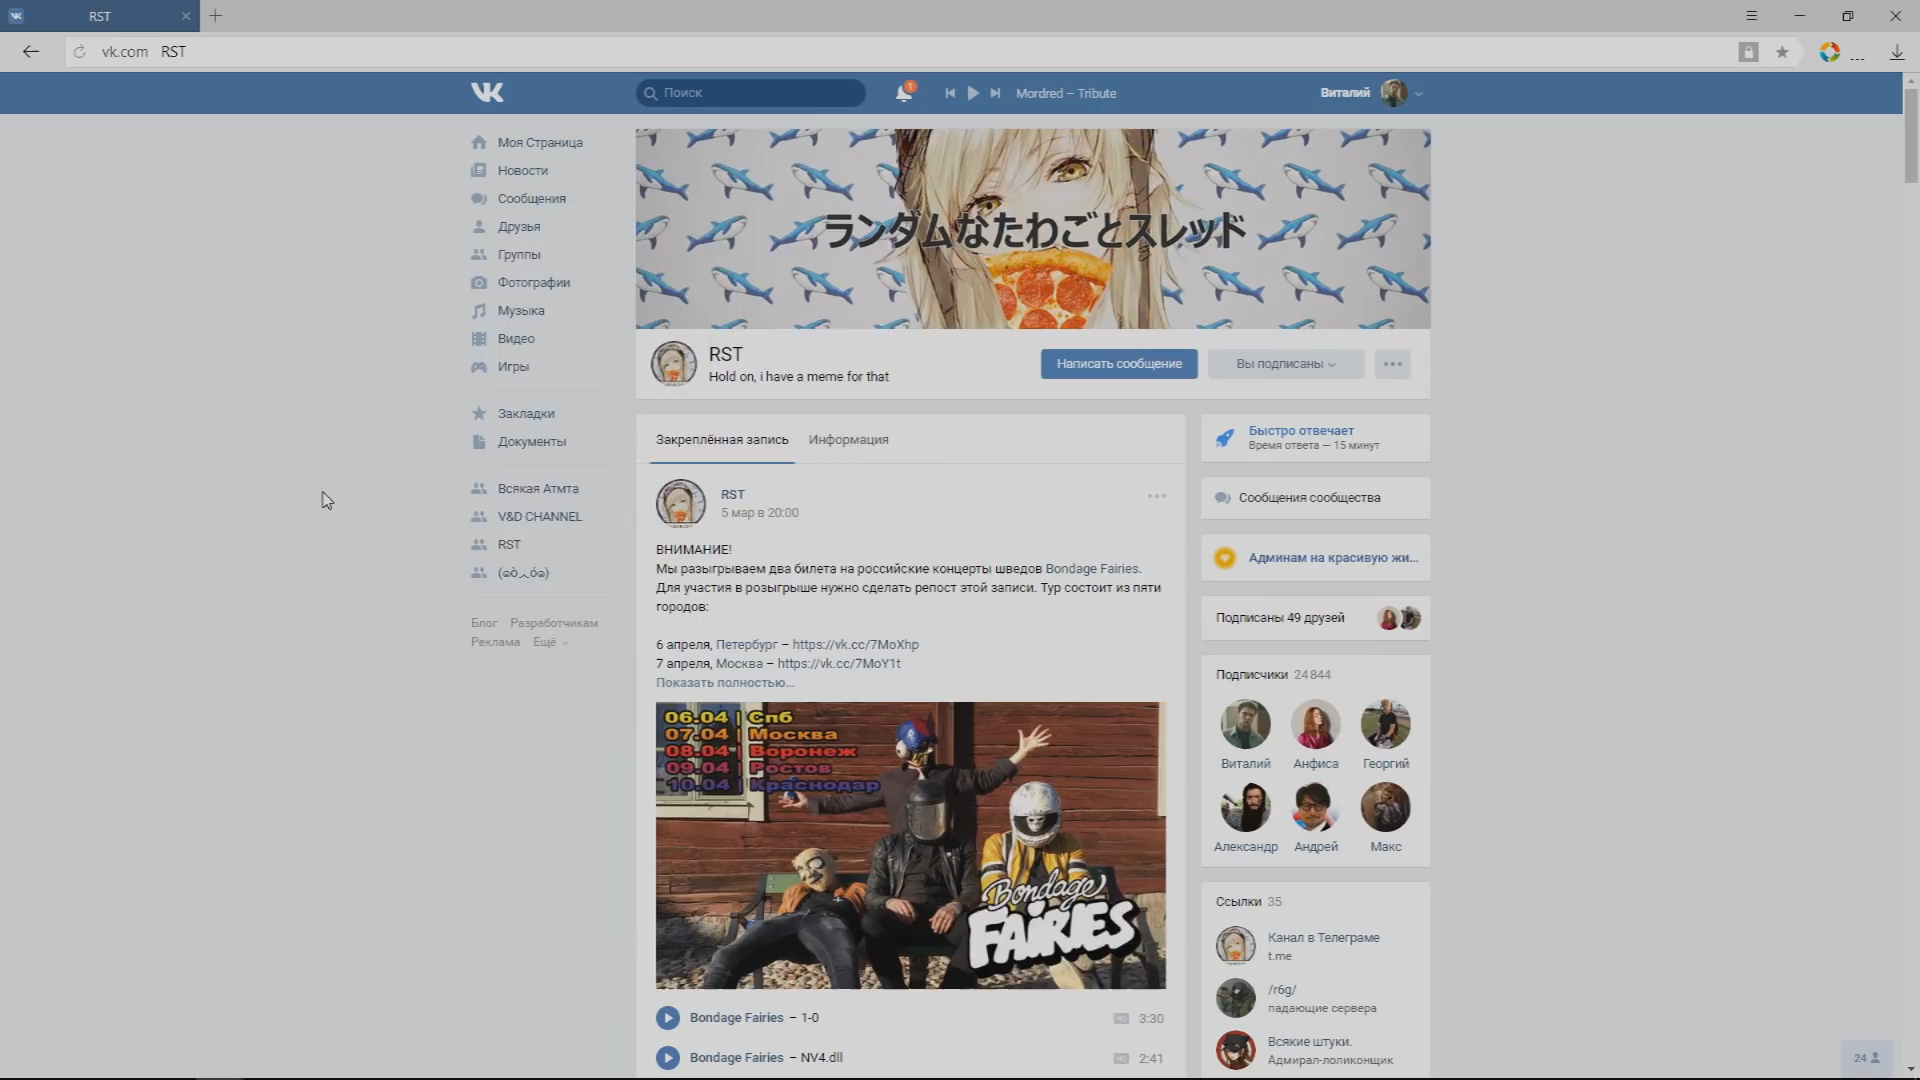 RST
vk.com RST
Поиск
1
Mordred – Tribute
Виталий
Моя Страница
Новости
Сообщения
Друзья
Группы
Фотографии
Музыка
Видео
Игры
Закладки
Документы
Всякая Атмта
V&D CHANNEL
RST
Блог Разработчикам
Реклама Ещё
ランダムなたわごとスレッド
RST
Hold on, i have a meme for that
Написать сообщение
Вы подписаны
Закреплённая запись Информация
RST
5 мар в 20:00
ВНИМАНИЕ!
Мы разыгрываем два билета на российские концерты шведов Bondage Fairies.
Для участия в розыгрыше нужно сделать репост этой записи. Тур состоит из пяти
городов:
6 апреля, Петербург – https://vk.cc/7MoXhp
7 апреля, Москва – https://vk.cc/7MoY1t
Показать полностью...
06.04 | Спб
07.04 | Москва
08.04 | Воронеж
09.04 | Ростов
10.04 | Краснодар
Bondage
FAIRIES
Bondage Fairies – 1-0
3:30
Bondage Fairies – NV4.dll
2:41
Быстро отвечает
Время ответа — 15 минут
Сообщения сообщества
Админам на красивую жи...
Подписаны 49 друзей
Подписчики 24 844
Виталий Анфиса Георгий
Александр Андрей Макс
Ссылки 35
Канал в Телеграме
t.me
/r6g/
падающие сервера
Всякие штуки.
Адмирал-лоликонщик
24